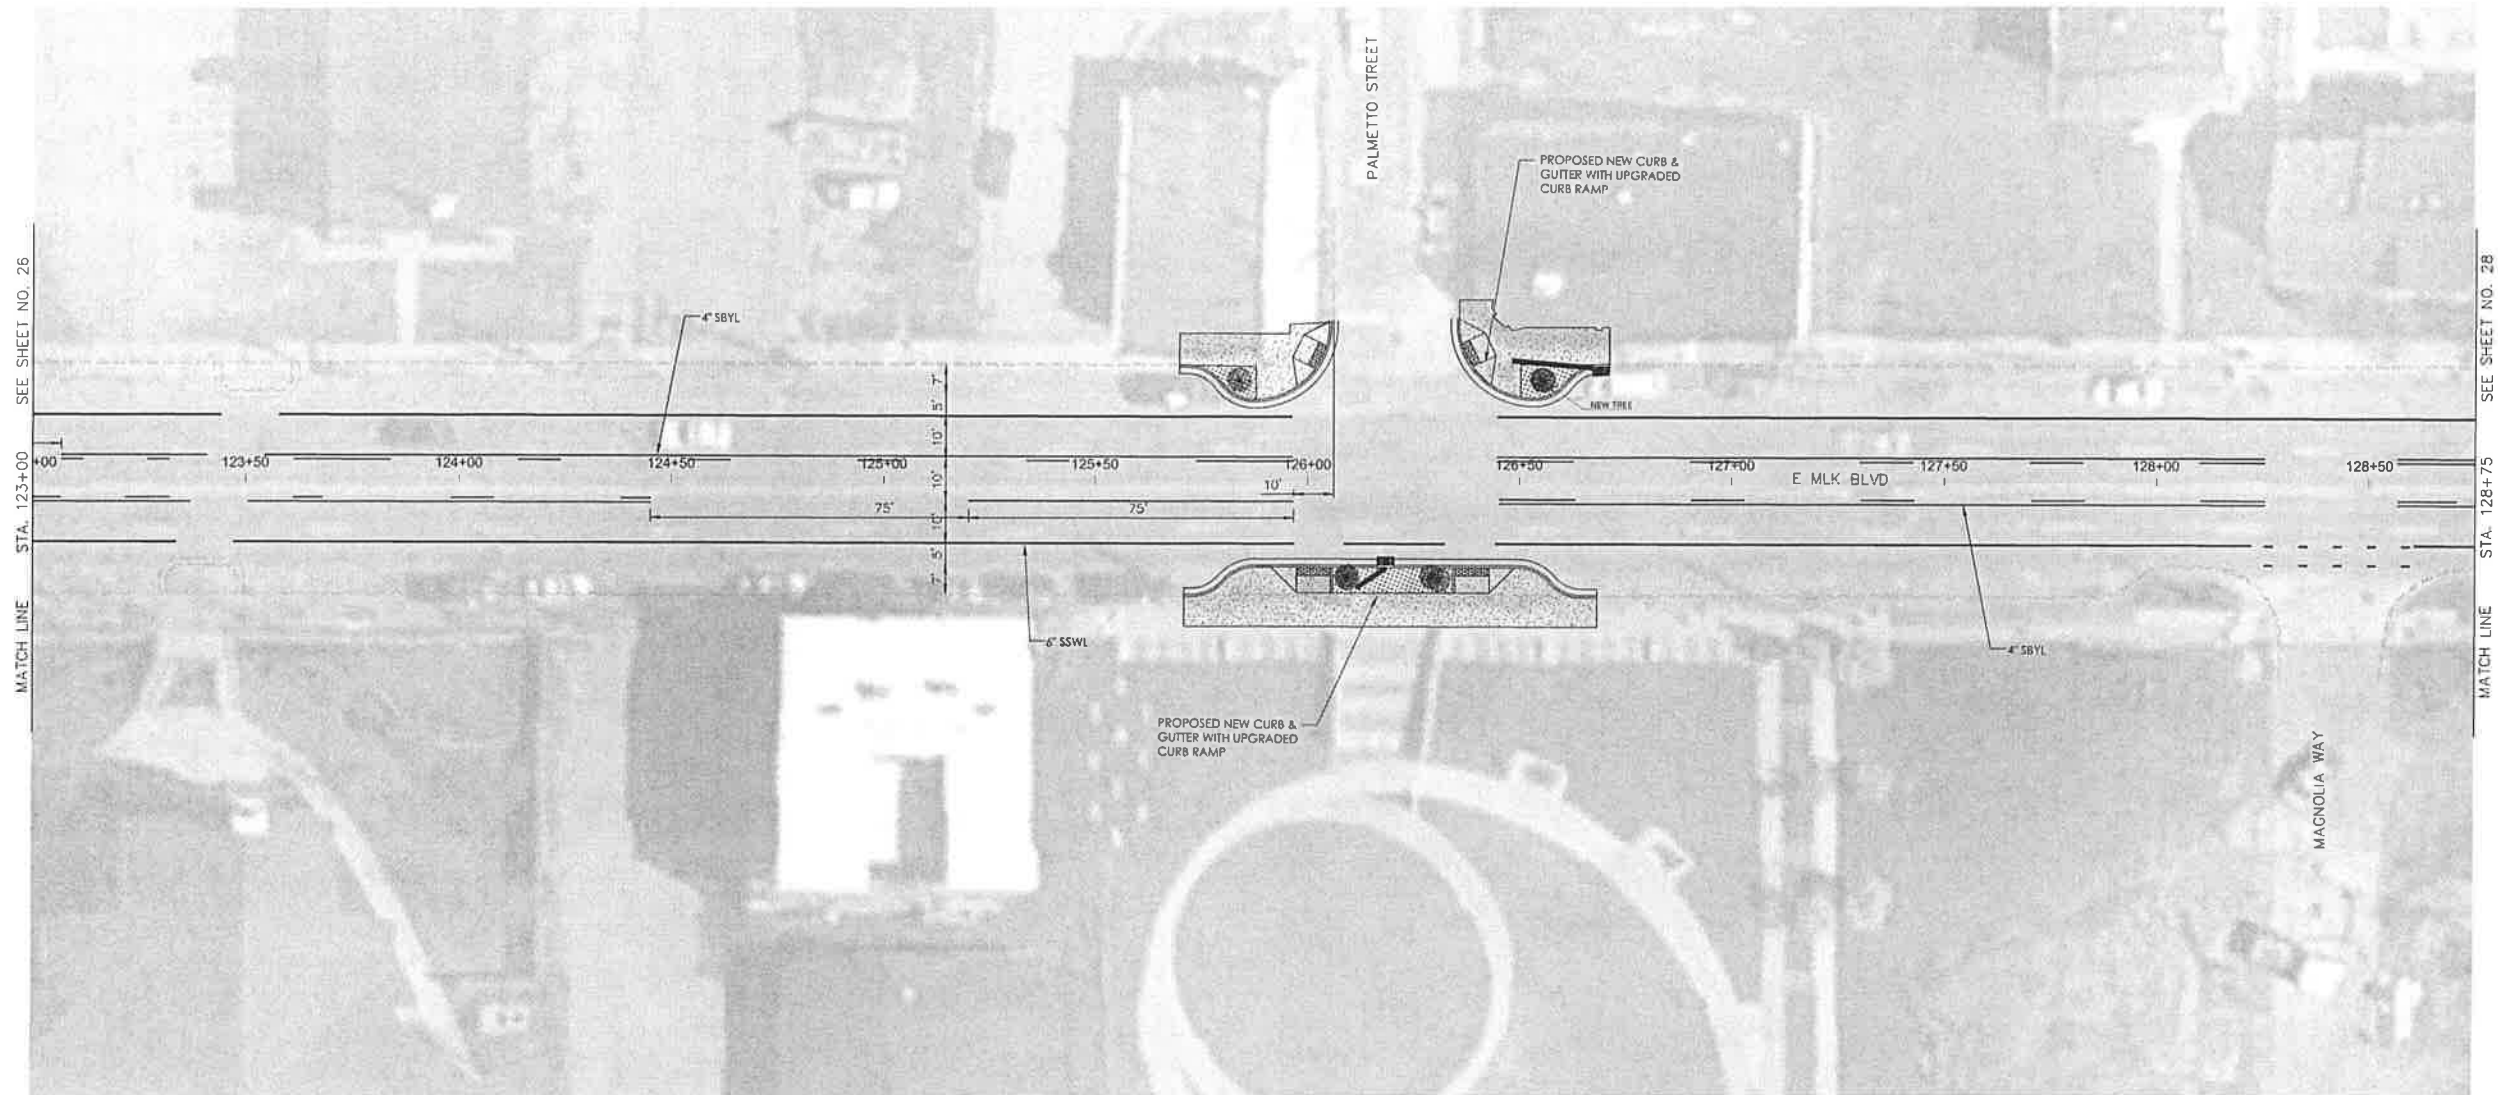 PALMETTO STREET
PROPOSED NEW CURB &
GUTTER WITH UPGRADED
CURB RAMP
SEE SHEET NO. 26
STA. 123+00
MATCH LINE
SEE SHEET NO. 28
STA. 128+75
MATCH LINE
4" SBYL
NEW TREE
7'
5'
10'
10'
10'
5'
7'
+00
123+50
124+00
124+50
125+00
125+50
126+00
126+50
127+00
127+50
128+00
128+50
E MLK BLVD
10'
75'
75'
6" SSWL
4" SBYL
PROPOSED NEW CURB &
GUTTER WITH UPGRADED
CURB RAMP
MAGNOLIA WAY